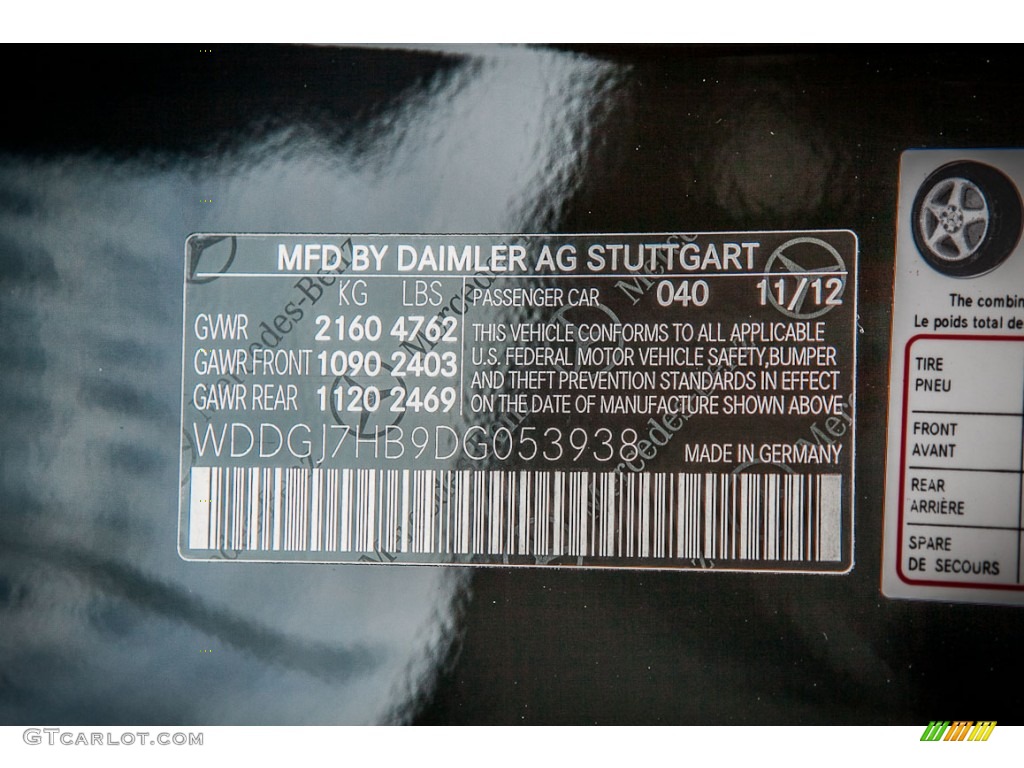 MFD.BY DAIMLER AG STUTTGART
KG LBS PASSENGER CAR 040 11/12
GVWR 2160 4762 THIS VEHICLE CONFORMS TO ALL APPLICABLE
GAWR FRONT 1090 2403 U.S. FEDERAL MOTOR VEHICLE SAFETY,BUMPER
AND THEFT PREVENTION STANDARDS IN EFFECT
GAWR REAR 1120 2469 ON THE DATE OF MANUFACTURE SHOWN ABOVE
WDDGJ7HB9DG053938 MADE IN GERMANY
Mercedes-Benz
The combin
Le poids total de
TIRE
PNEU
FRONT
AVANT
REAR
ARRIÈRE
SPARE
DE SECOURS
GTCARLOT.COM